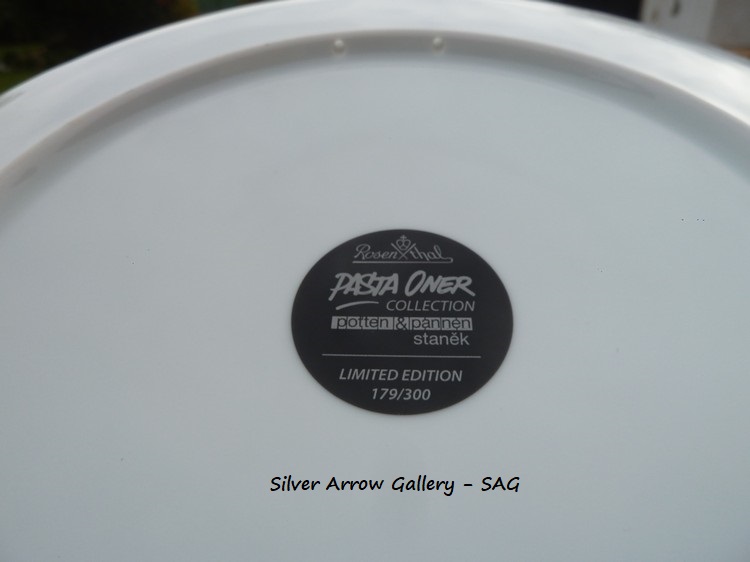 Rosenthal
PASTA ONER
COLLECTION
potten & pannen
staněk
LIMITED EDITION
179/300
Silver Arrow Gallery - SAG